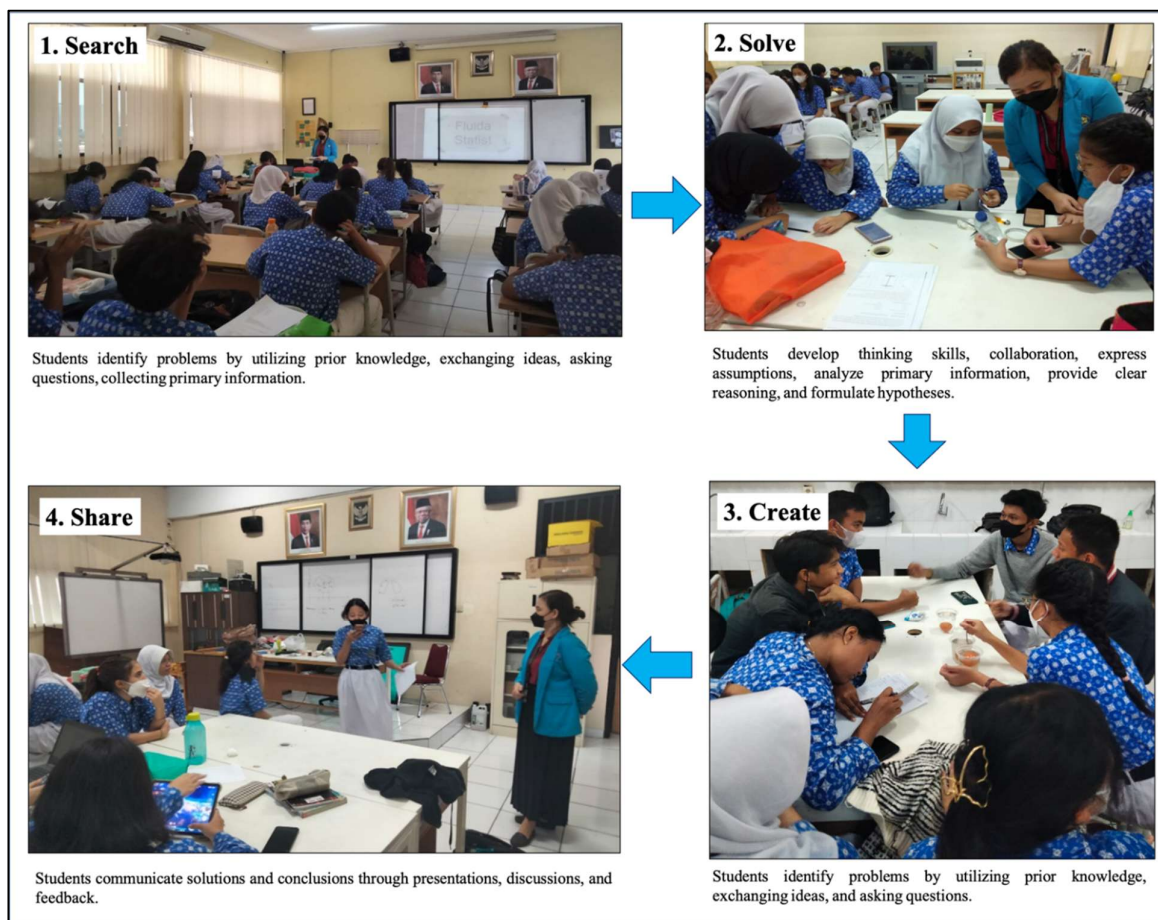 1. Search
Fluida
Statis!
Students identify problems by utilizing prior knowledge, exchanging ideas, asking
questions, collecting primary information.
2. Solve
Students develop thinking skills, collaboration, express
assumptions, analyze primary information, provide clear
reasoning, and formulate hypotheses.
4. Share
Students communicate solutions and conclusions through presentations, discussions, and
feedback.
3. Create
Students identify problems by utilizing prior knowledge,
exchanging ideas, and asking questions.